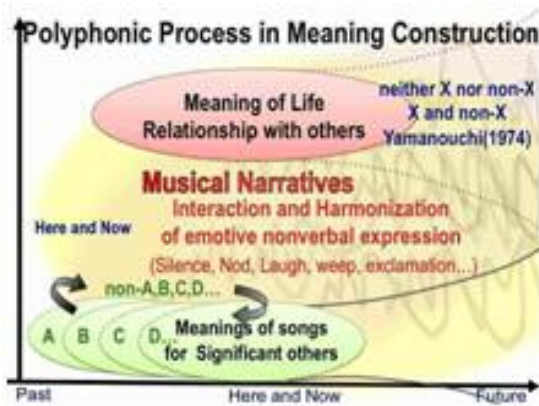 Polyphonic Process in Meaning Construction
Meaning of Life
Relationship with others
neither X nor non-X
X and non-X
Yamanouchi(1974)
Musical Narratives
Interaction and Harmonization
of emotive nonverbal expression
(Silence, Nod, Laugh, weep, exclamation...)
Here and Now
non-A,B,C,D...
A B C D...
Meanings of songs
for Significant others
Past Here and Now Future